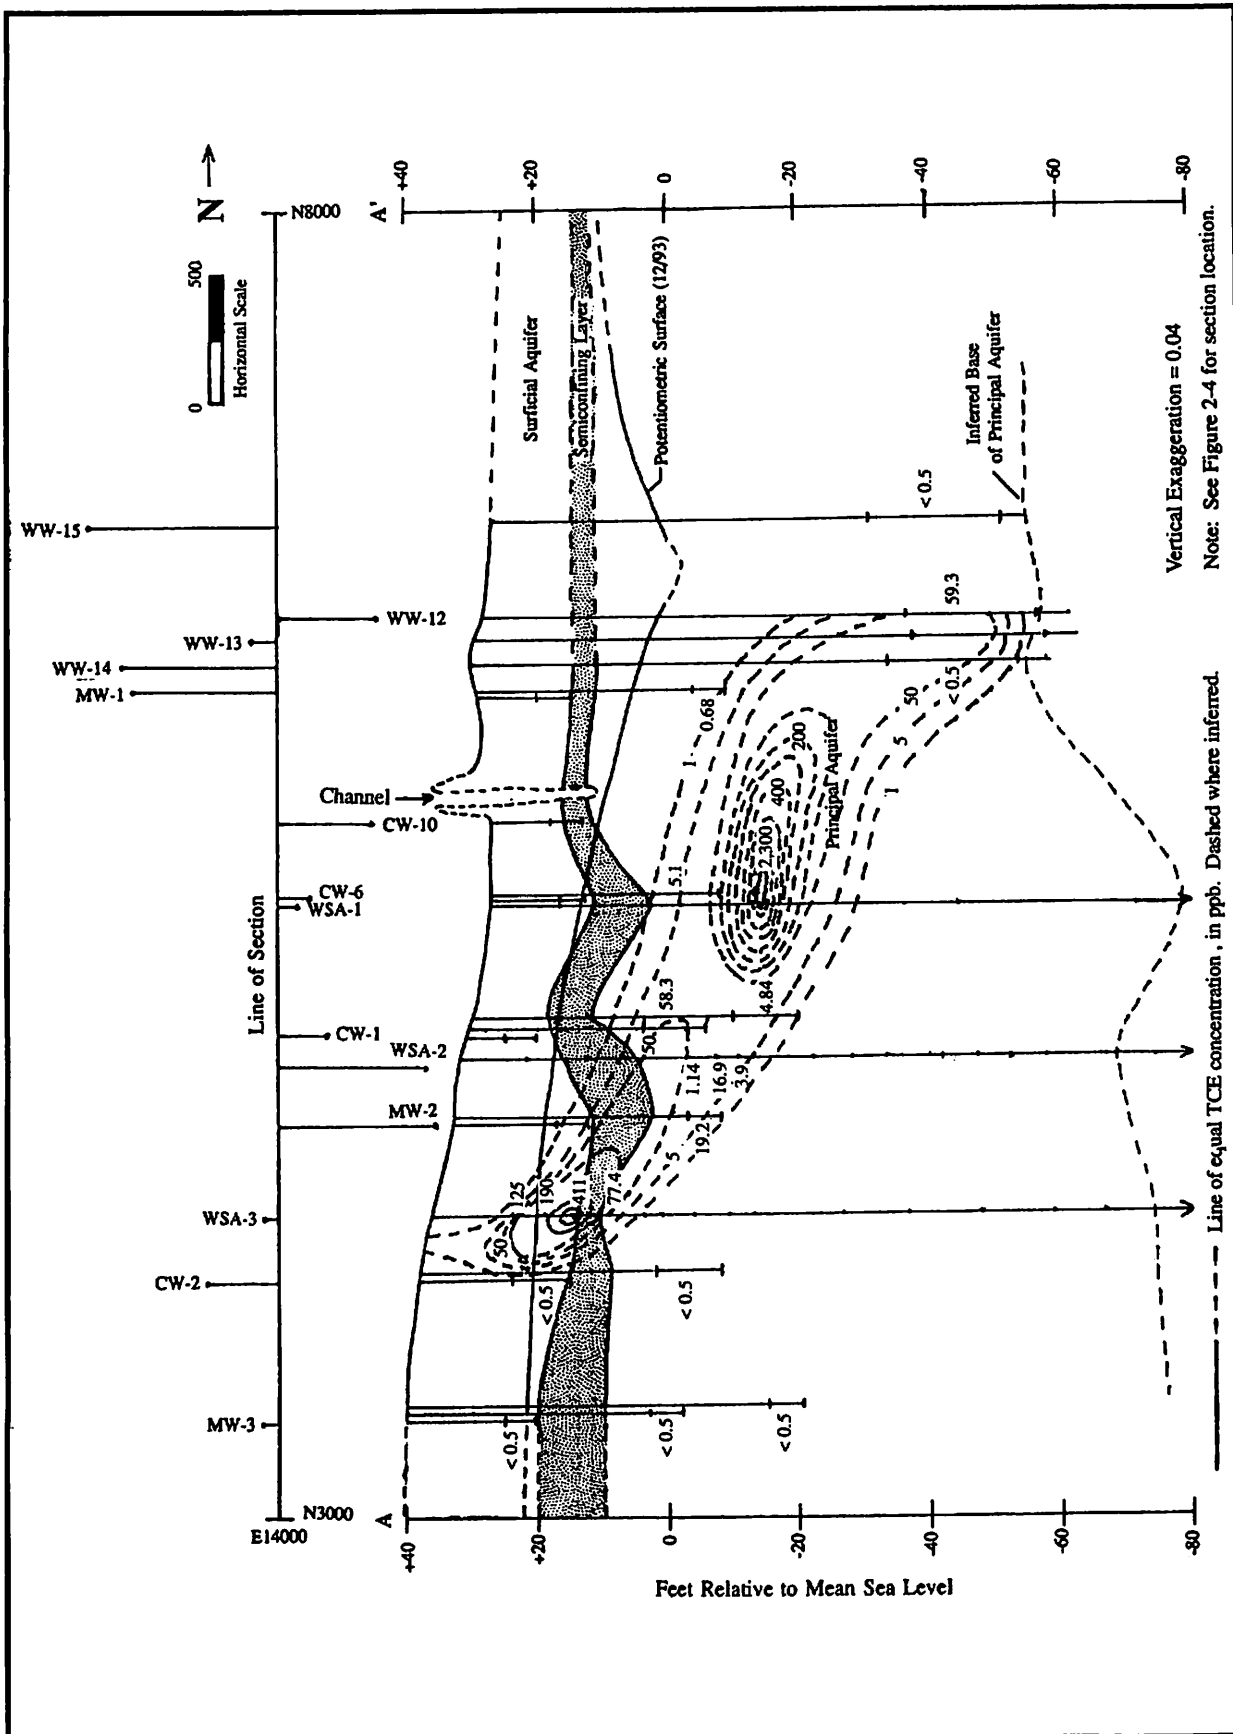 N
0 500
Horizontal Scale
Line of Section
E14000
N3000
N8000
MW-3
CW-2
WSA-3
MW-2
WSA-2
CW-1
WSA-1
CW-6
CW-10
Channel
MW-1
WW-14
WW-13
WW-12
WW-15
A
A'
+40
+20
0
-20
-40
-60
-80
+40
+20
0
-20
-40
-60
-80
Feet Relative to Mean Sea Level
Surficial Aquifer
Semiconfining Layer
Potentiometric Surface (12/93)
Principal Aquifer
Inferred Base
of Principal Aquifer
< 0.5
< 0.5
< 0.5
< 0.5
< 0.5
50
125
190
411
77.4
5
19.2
16.9
3.9
1.14
50
58.3
4.84
5.1
1
0.68
2,300
400
200
50
< 0.5
5
1
59.3
< 0.5
Vertical Exaggeration = 0.04
Note: See Figure 2-4 for section location.
Line of equal TCE concentration , in ppb. Dashed where inferred.